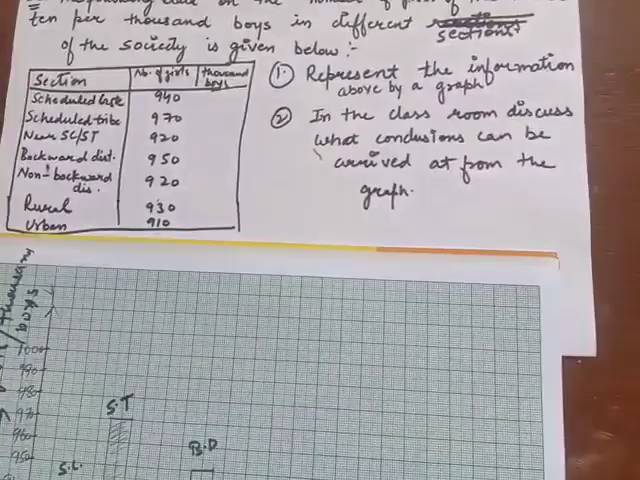 ten per thousand boys in different
sections
of the society is given below:-
Section No. of girls thousand boys
Scheduled Caste 940
Scheduled tribe 970
Non SC/ST 920
Backward dist. 950
Non-backward dis. 920
Rural 930
Urban 910
① Represent the information
above by a graph
② In the class room discuss
what conclusions can be
arrived at from the
graph.
1000
990
980
970
960
950
S.T
B.D